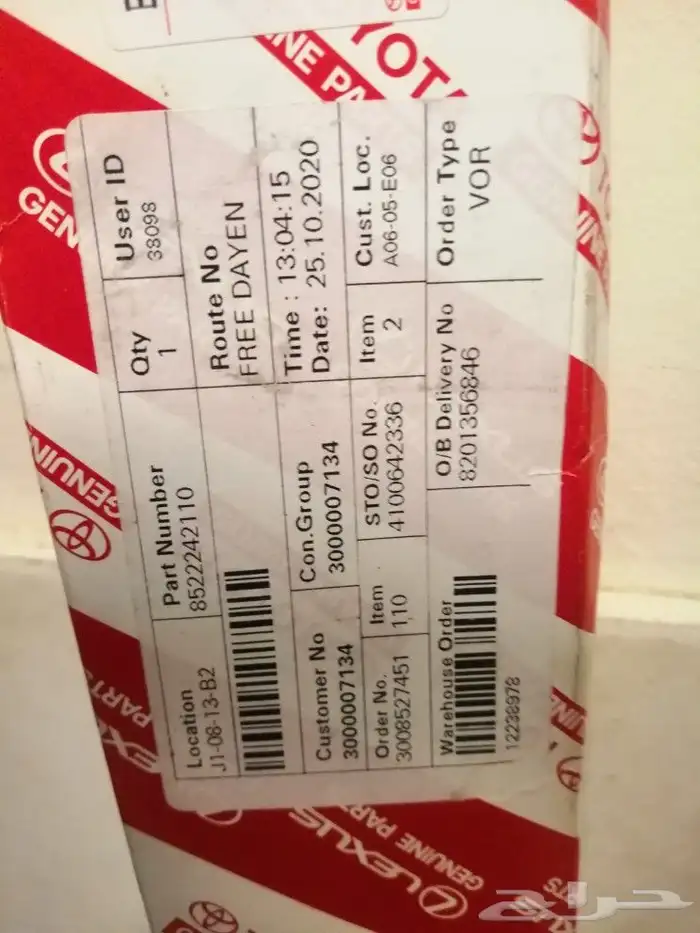 TOYOTA
GENUINE PARTS
Location
J1-08-13-B2
Part Number
8522242110
Qty
1
User ID
38098
Route No
FREE DAYEN
Customer No
3000007134
Con.Group
3000007134
Time : 13:04:15
Date: 25.10.2020
Order No.
3008527451
Item
110
STO/SO No.
4100642336
Item
2
Cust. Loc.
A06-05-E06
Warehouse Order
12238978
O/B Delivery No
8201356846
Order Type
VOR
LEXUS
GENUINE PARTS
حراج